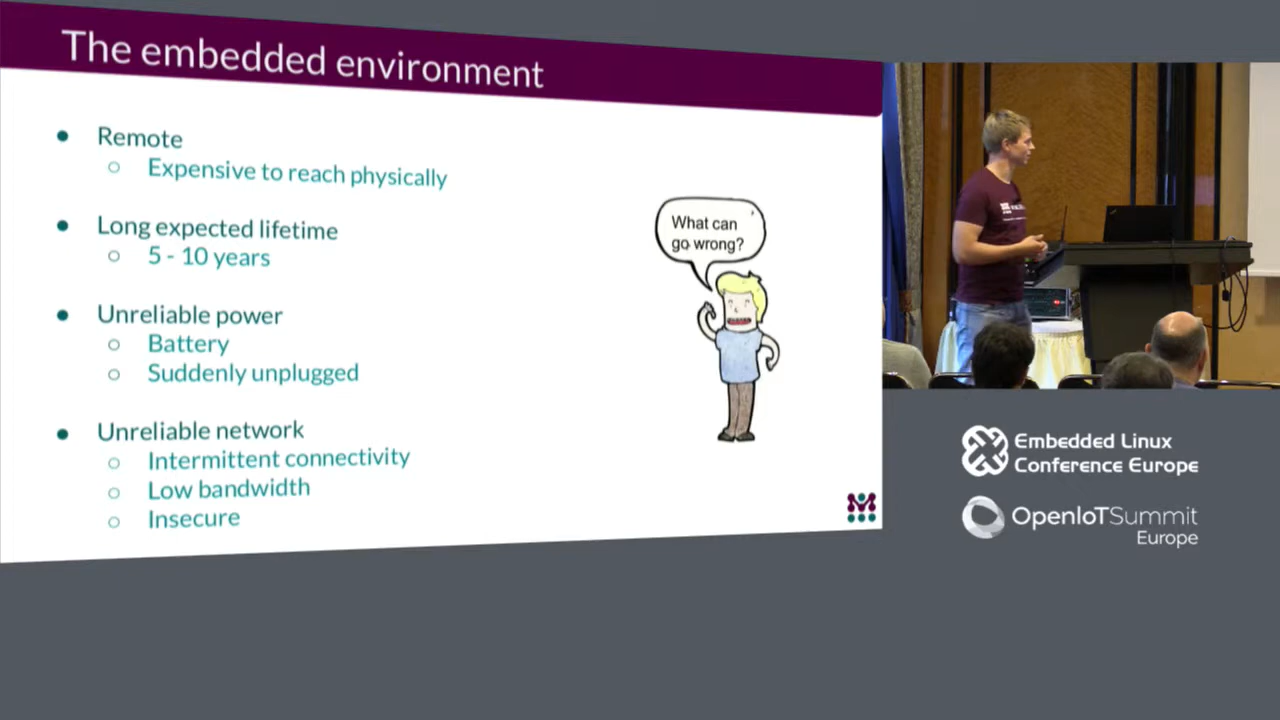 The embedded environment
● Remote
○ Expensive to reach physically
● Long expected lifetime
○ 5 - 10 years
● Unreliable power
○ Battery
○ Suddenly unplugged
● Unreliable network
○ Intermittent connectivity
○ Low bandwidth
○ Insecure
What can
go wrong?
Embedded Linux
Conference Europe
OpenIoTSummit
Europe